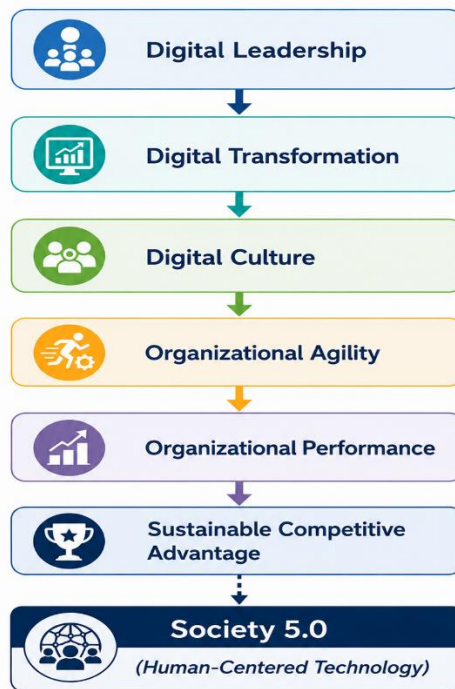 Digital Leadership
Digital Transformation
Digital Culture
Organizational Agility
Organizational Performance
Sustainable Competitive
Advantage
Society 5.0
(Human-Centered Technology)